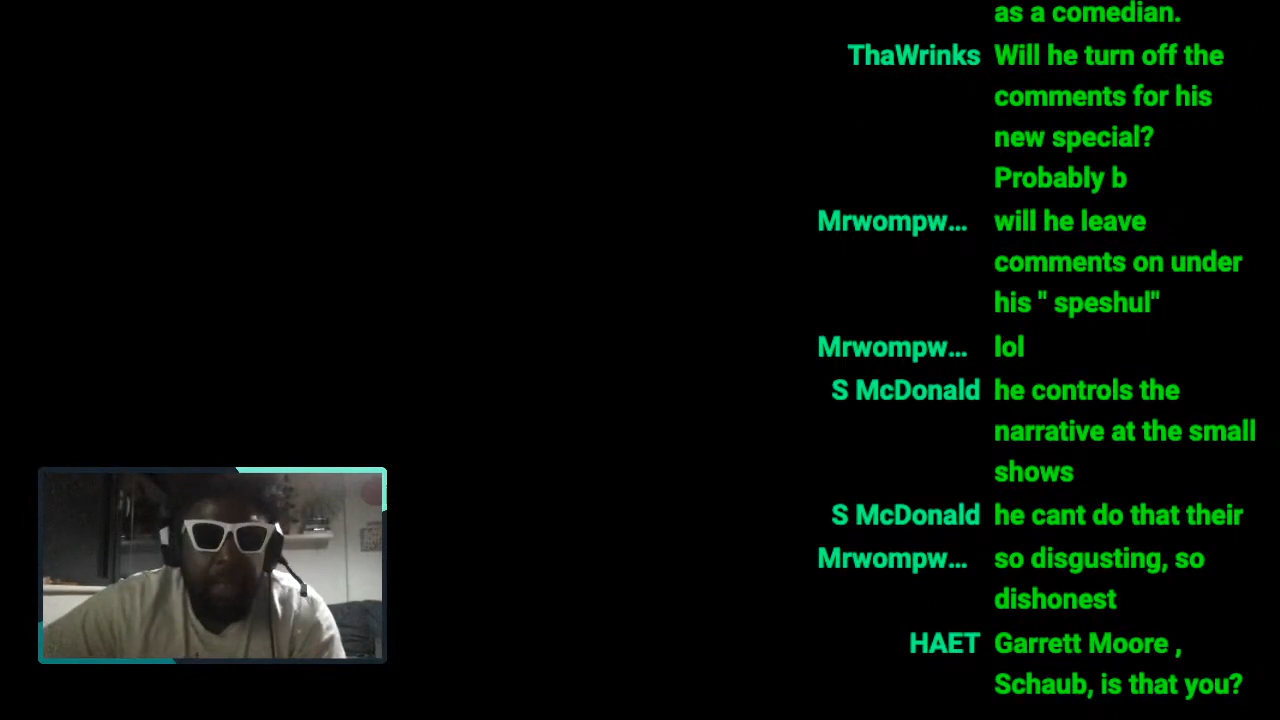 as a comedian.
ThaWrinks Will he turn off the
comments for his
new special?
Probably b
Mrwompw... will he leave
comments on under
his " speshul"
Mrwompw... lol
S McDonald he controls the
narrative at the small
shows
S McDonald he cant do that their
Mrwompw... so disgusting, so
dishonest
HAET Garrett Moore ,
Schaub, is that you?